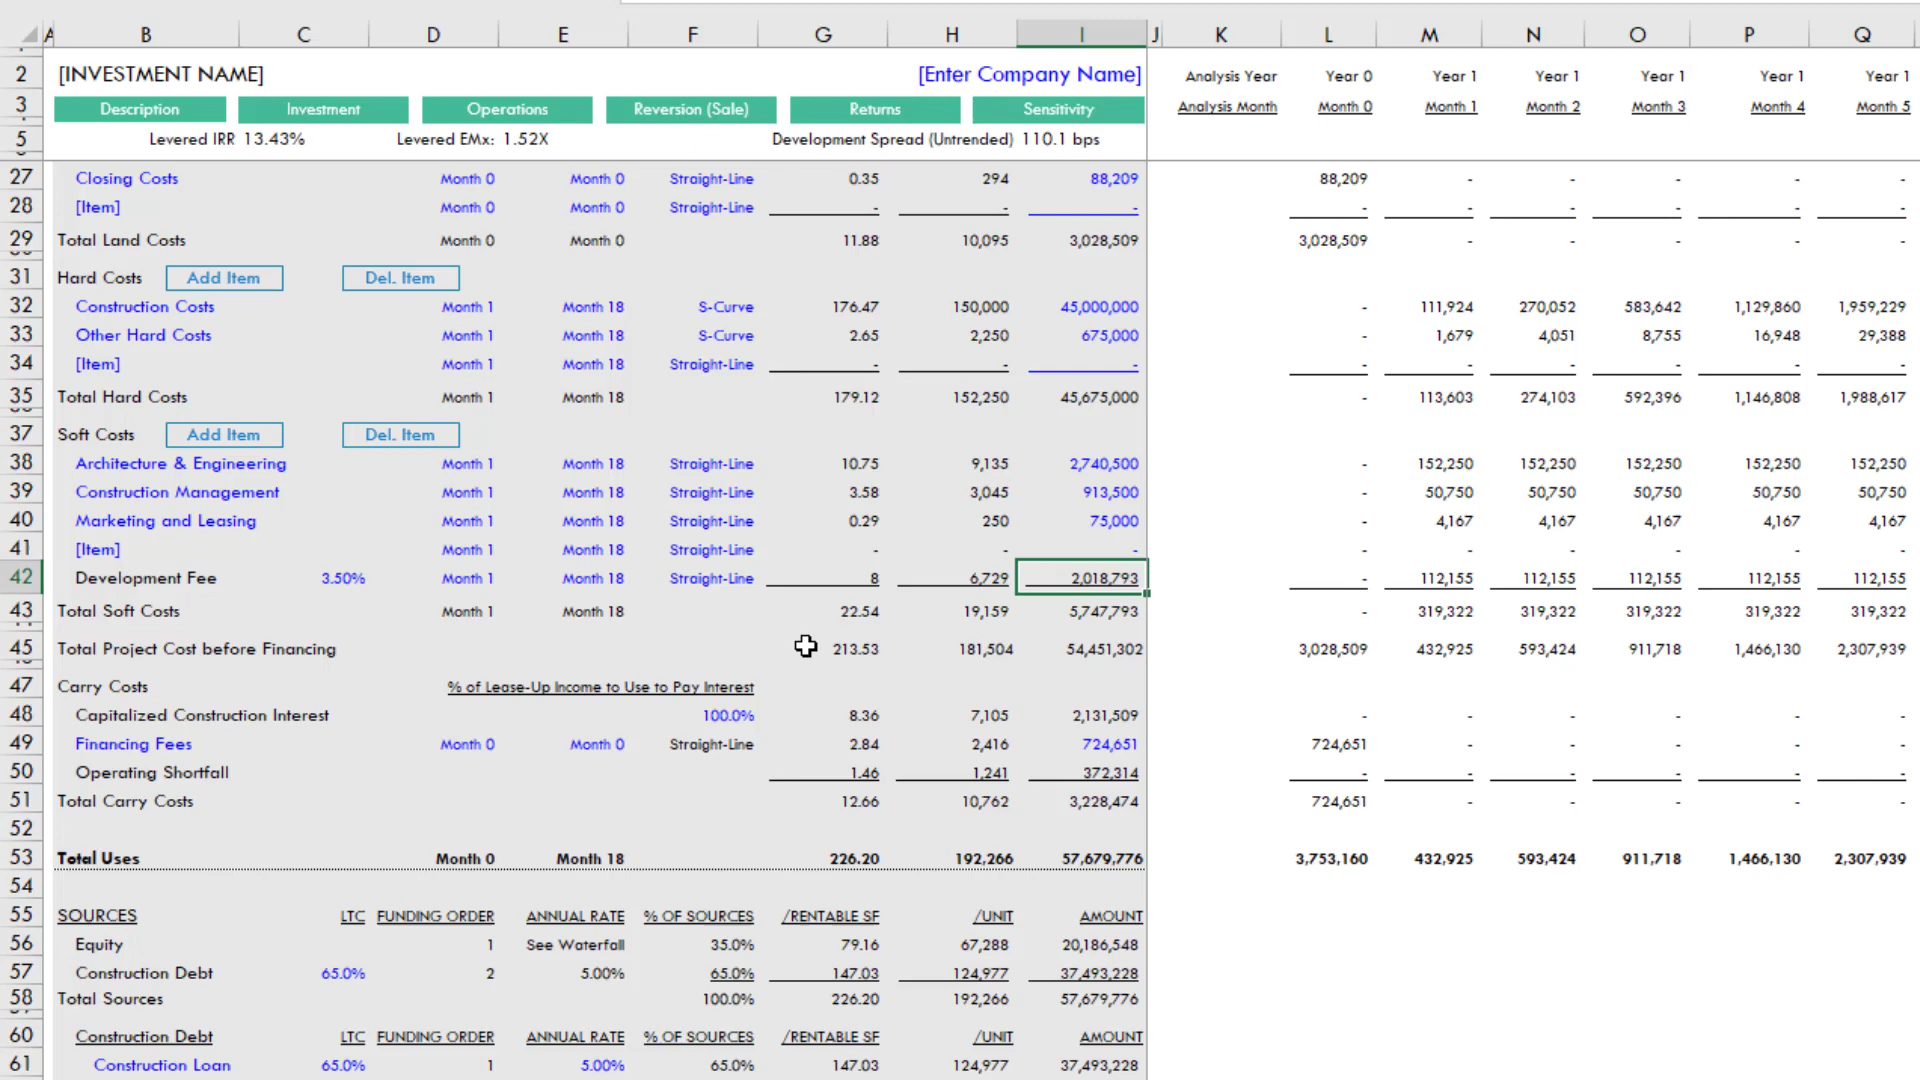 A B C D E F G H I J K L M N O P Q
2 [INVESTMENT NAME] [Enter Company Name] Analysis Year Year 0 Year 1 Year 1 Year 1 Year 1 Year 1
3 Description Investment Operations Reversion (Sale) Returns Sensitivity Analysis Month Month 0 Month 1 Month 2 Month 3 Month 4 Month 5
5 Levered IRR 13.43% Levered EMx: 1.52X Development Spread (Untrended) 110.1 bps
27 Closing Costs Month 0 Month 0 Straight-Line 0.35 294 88,209 88,209 - - - - -
28 [Item] Month 0 Month 0 Straight-Line - - - - - - - - -
29 Total Land Costs Month 0 Month 0 11.88 10,095 3,028,509 3,028,509 - - - - -
31 Hard Costs Add Item Del. Item
32 Construction Costs Month 1 Month 18 S-Curve 176.47 150,000 45,000,000 - 111,924 270,052 583,642 1,129,860 1,959,229
33 Other Hard Costs Month 1 Month 18 S-Curve 2.65 2,250 675,000 - 1,679 4,051 8,755 16,948 29,388
34 [Item] Month 1 Month 18 Straight-Line - - - - - - - - -
35 Total Hard Costs Month 1 Month 18 179.12 152,250 45,675,000 - 113,603 274,103 592,396 1,146,808 1,988,617
37 Soft Costs Add Item Del. Item
38 Architecture & Engineering Month 1 Month 18 Straight-Line 10.75 9,135 2,740,500 - 152,250 152,250 152,250 152,250 152,250
39 Construction Management Month 1 Month 18 Straight-Line 3.58 3,045 913,500 - 50,750 50,750 50,750 50,750 50,750
40 Marketing and Leasing Month 1 Month 18 Straight-Line 0.29 250 75,000 - 4,167 4,167 4,167 4,167 4,167
41 [Item] Month 1 Month 18 Straight-Line - - - - - - - - -
42 Development Fee 3.50% Month 1 Month 18 Straight-Line 8 6,729 2,018,793 - 112,155 112,155 112,155 112,155 112,155
43 Total Soft Costs Month 1 Month 18 22.54 19,159 5,747,793 - 319,322 319,322 319,322 319,322 319,322
45 Total Project Cost before Financing 213.53 181,504 54,451,302 3,028,509 432,925 593,424 911,718 1,466,130 2,307,939
47 Carry Costs % of Lease-Up Income to Use to Pay Interest
48 Capitalized Construction Interest 100.0% 8.36 7,105 2,131,509 - - - - - -
49 Financing Fees Month 0 Month 0 Straight-Line 2.84 2,416 724,651 724,651 - - - - -
50 Operating Shortfall 1.46 1,241 372,314 - - - - - -
51 Total Carry Costs 12.66 10,762 3,228,474 724,651 - - - - -
52
53 Total Uses Month 0 Month 18 226.20 192,266 57,679,776 3,753,160 432,925 593,424 911,718 1,466,130 2,307,939
54
55 SOURCES LTC FUNDING ORDER ANNUAL RATE % OF SOURCES /RENTABLE SF /UNIT AMOUNT
56 Equity 1 See Waterfall 35.0% 79.16 67,288 20,186,548
57 Construction Debt 65.0% 2 5.00% 65.0% 147.03 124,977 37,493,228
58 Total Sources 100.0% 226.20 192,266 57,679,776
60 Construction Debt LTC FUNDING ORDER ANNUAL RATE % OF SOURCES /RENTABLE SF /UNIT AMOUNT
61 Construction Loan 65.0% 1 5.00% 65.0% 147.03 124,977 37,493,228